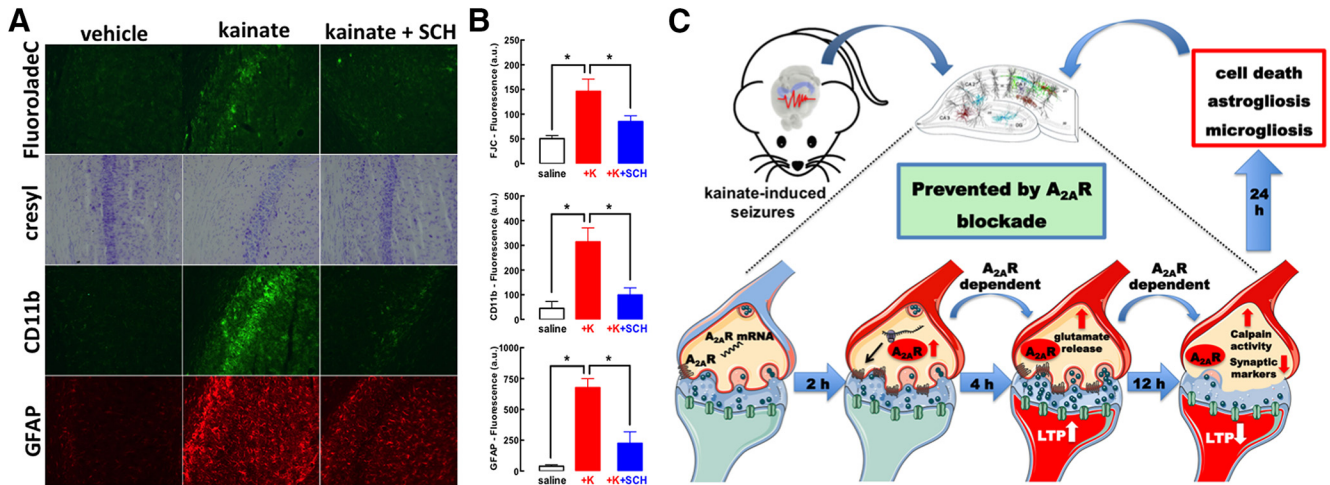 A
vehicle
kainate
kainate + SCH
FluoroJadeC
cresyl
CD11b
GFAP
B
FJC - Fluorescence (a.u.)
250
200
150
100
50
0
*
*
saline
+K
+K+SCH
CD11b - Fluorescence (a.u.)
500
400
300
200
100
0
*
*
saline
+K
+K+SCH
GFAP - Fluorescence (a.u.)
1000
750
500
250
0
*
*
saline
+K
+K+SCH
C
kainate-induced
seizures
cell death
astrogliosis
microgliosis
Prevented by A2AR
blockade
24
h
A2AR
dependent
A2AR
dependent
A2AR mRNA
A2AR
2 h
A2AR
4 h
glutamate
release
A2AR
LTP
12 h
Calpain
activity
A2AR
Synaptic
markers
LTP